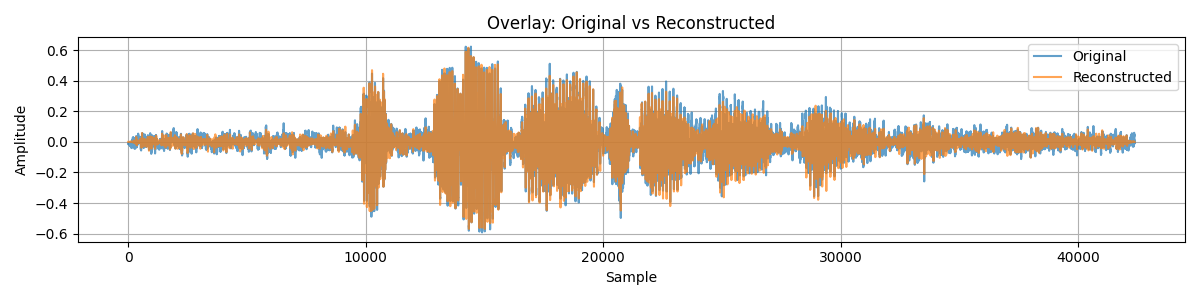 Overlay: Original vs Reconstructed
Original
Reconstructed
Amplitude
0.6
0.4
0.2
0.0
−0.2
−0.4
−0.6
0
10000
20000
30000
40000
Sample